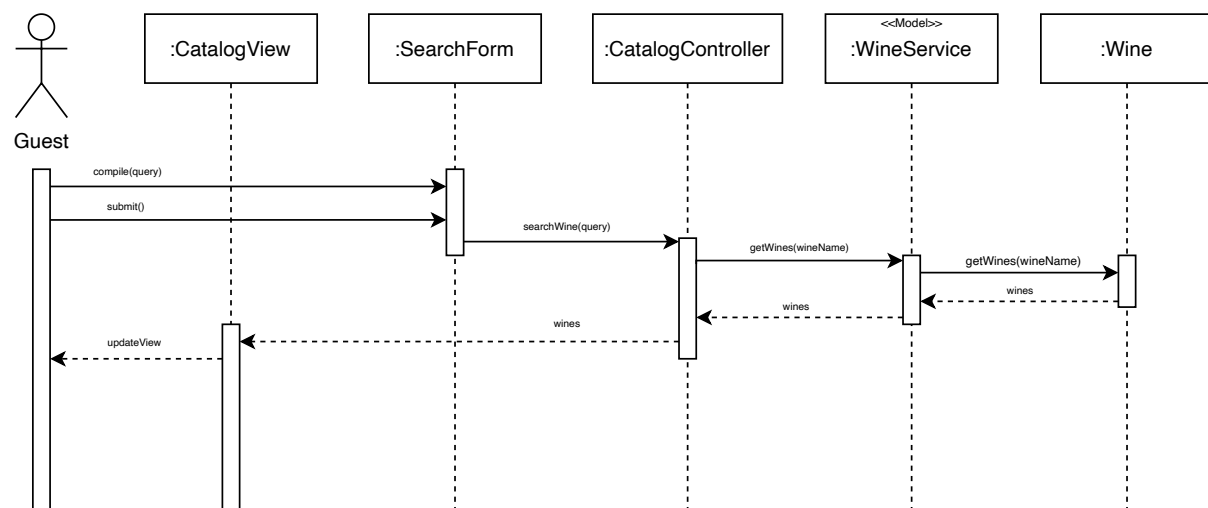 <<Model>>
:CatalogView
:SearchForm
:CatalogController
:WineService
:Wine
Guest
compile(query)
submit()
searchWine(query)
getWines(wineName)
getWines(wineName)
wines
wines
wines
updateView